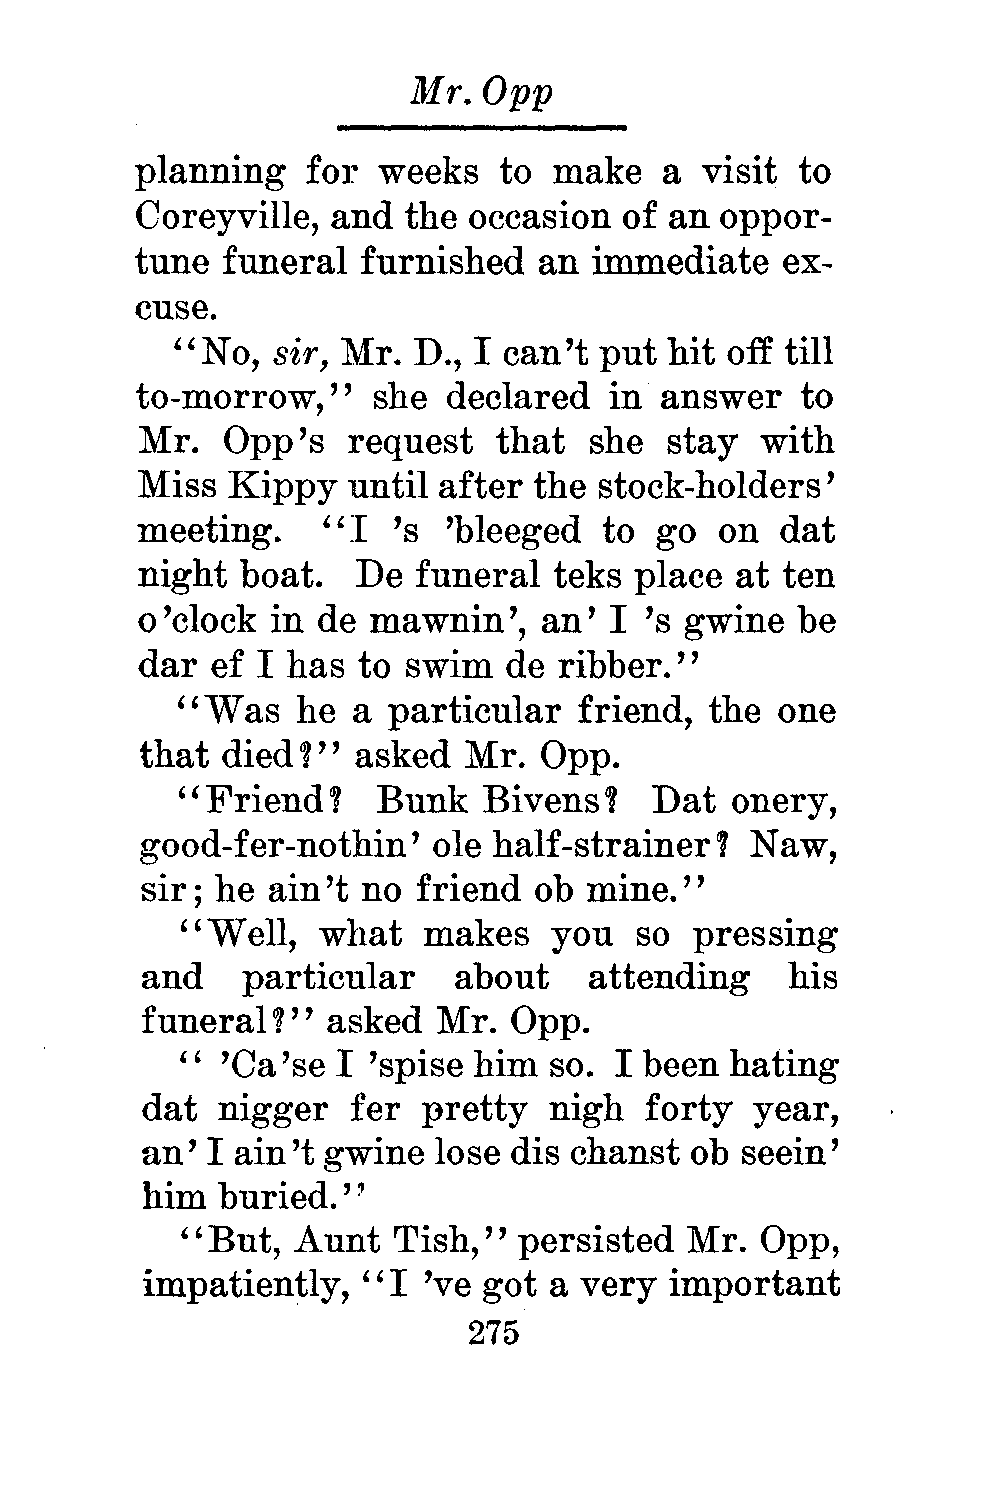 Mr. Opp
planning for weeks to make a visit to
Coreyville, and the occasion of an oppor-
tune funeral furnished an immediate ex-
cuse.
“No, sir, Mr. D., I can’t put hit off till
to-morrow,” she declared in answer to
Mr. Opp’s request that she stay with
Miss Kippy until after the stock-holders’
meeting. “I ’s ’bleeged to go on dat
night boat. De funeral teks place at ten
o’clock in de mawnin’, an’ I ’s gwine be
dar ef I has to swim de ribber.”
“Was he a particular friend, the one
that died?” asked Mr. Opp.
“Friend? Bunk Bivens? Dat onery,
good-fer-nothin’ ole half-strainer? Naw,
sir; he ain’t no friend ob mine.”
“Well, what makes you so pressing
and particular about attending his
funeral?” asked Mr. Opp.
“ ’Ca’se I ’spise him so. I been hating
dat nigger fer pretty nigh forty year,
an’ I ain’t gwine lose dis chanst ob seein’
him buried.”
“But, Aunt Tish,” persisted Mr. Opp,
impatiently, “I ’ve got a very important
275